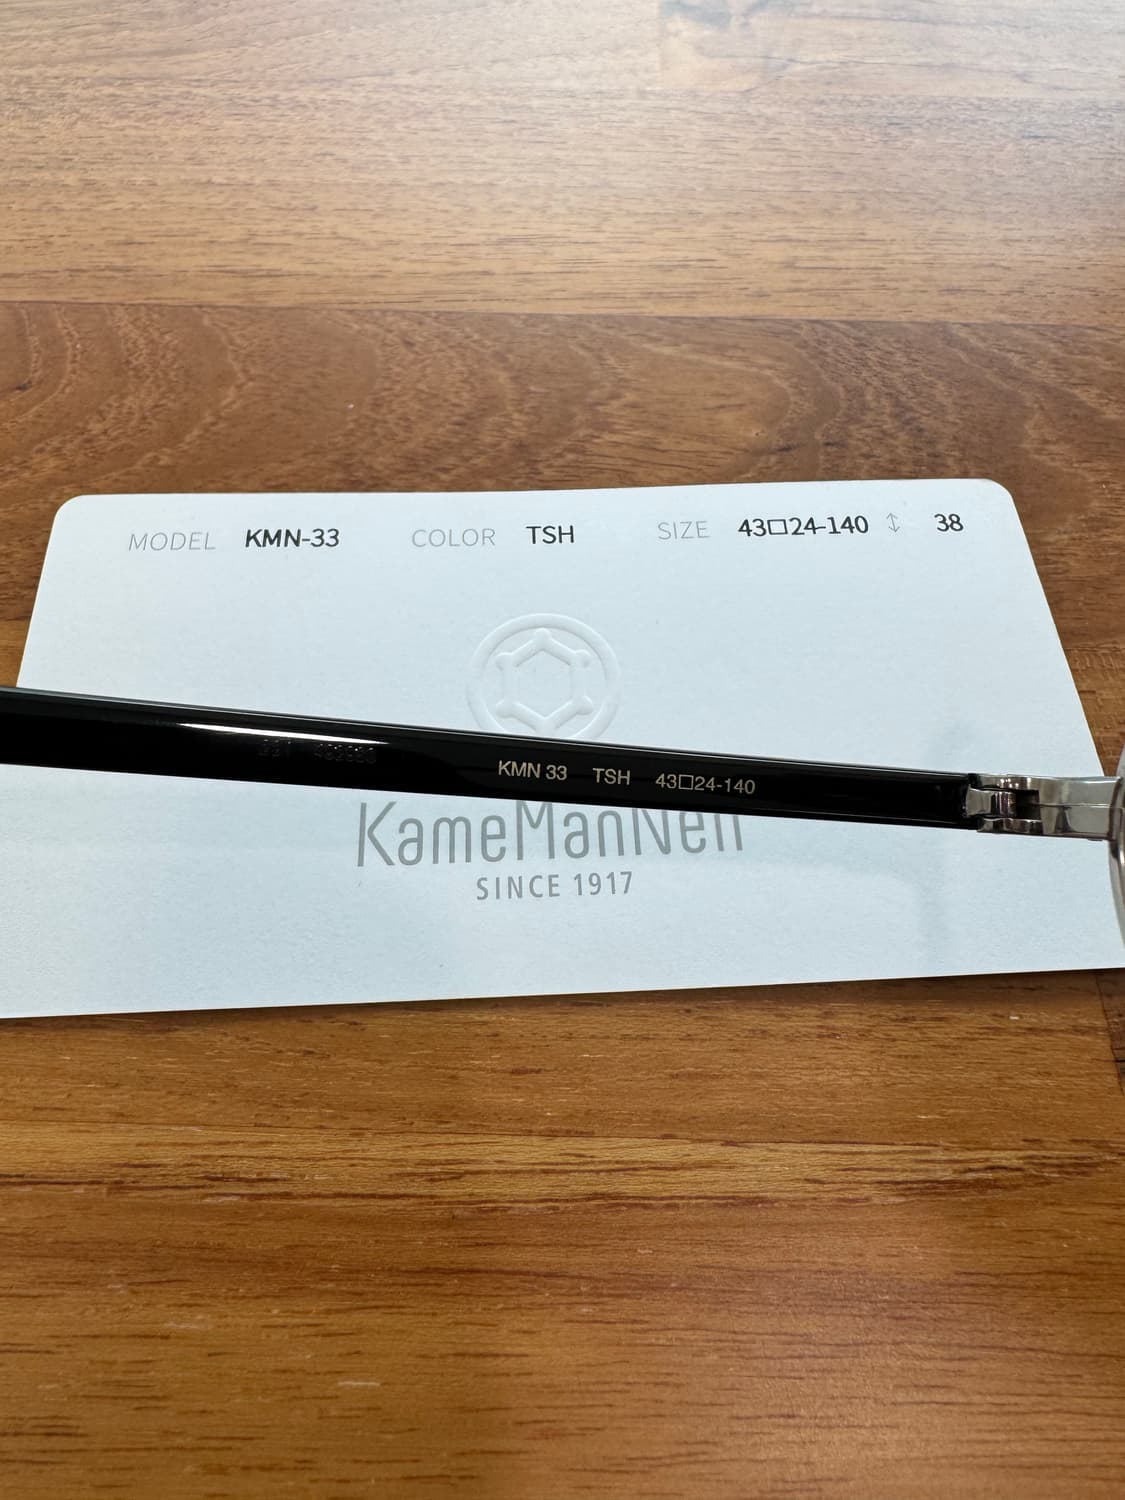 MODEL KMN-33 COLOR TSH SIZE 43□24-140 ↕ 38
KMN 33 TSH 43□24-140
KameManNen
SINCE 1917